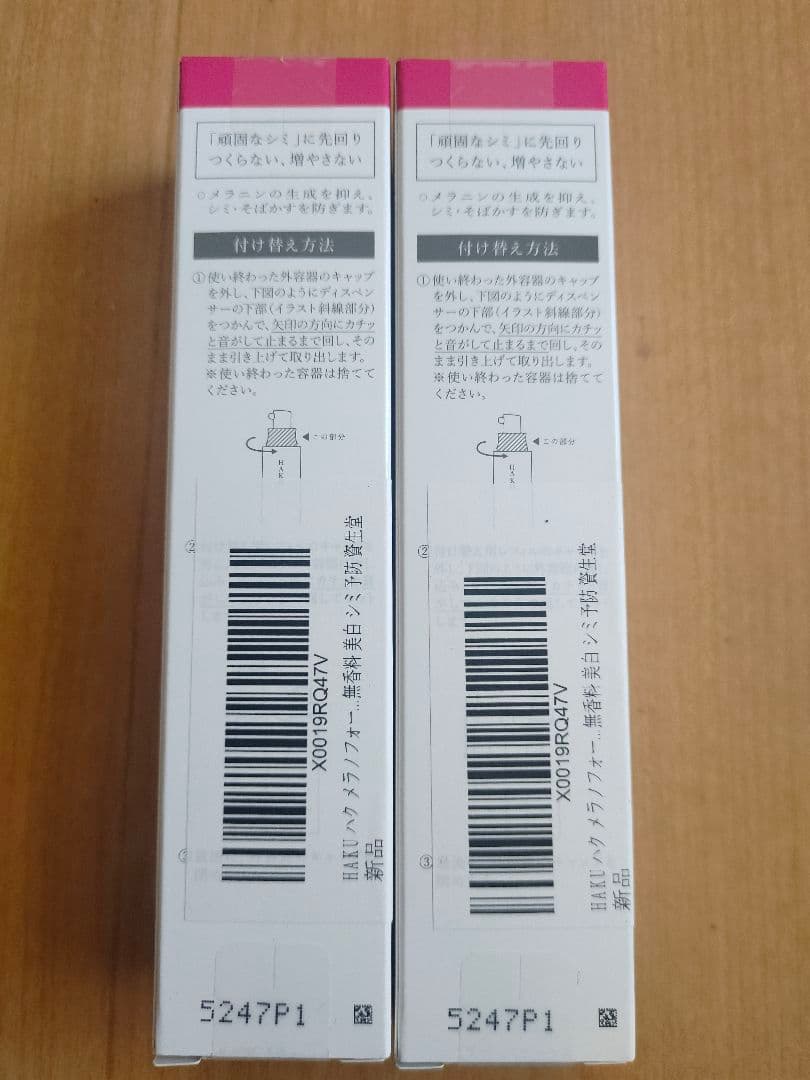 「頑固なシミ」に先回り
つくらない、増やさない
○メラニンの生成を抑え、
シミ・そばかすを防ぎます。
付け替え方法
①使い終わった外容器のキャップ
を外し、下図のようにディスペン
サーの下部（イラスト斜線部分）
をつかんで、矢印の方向にカチッ
と音がして止まるまで回し、その
まま引き上げて取り出します。
※使い終わった容器は捨てて
ください。
この部分
HAK
②
X0019RQ47V
HAKU ハク メラノフォー...無香料 美白 シミ予防 資生堂
新品
5247P1
「頑固なシミ」に先回り
つくらない、増やさない
○メラニンの生成を抑え、
シミ・そばかすを防ぎます。
付け替え方法
①使い終わった外容器のキャップ
を外し、下図のようにディスペン
サーの下部（イラスト斜線部分）
をつかんで、矢印の方向にカチッ
と音がして止まるまで回し、その
まま引き上げて取り出します。
※使い終わった容器は捨てて
ください。
この部分
HAK
②
③
X0019RQ47V
HAKU ハク メラノフォー...無香料 美白 シミ予防 資生堂
新品
5247P1